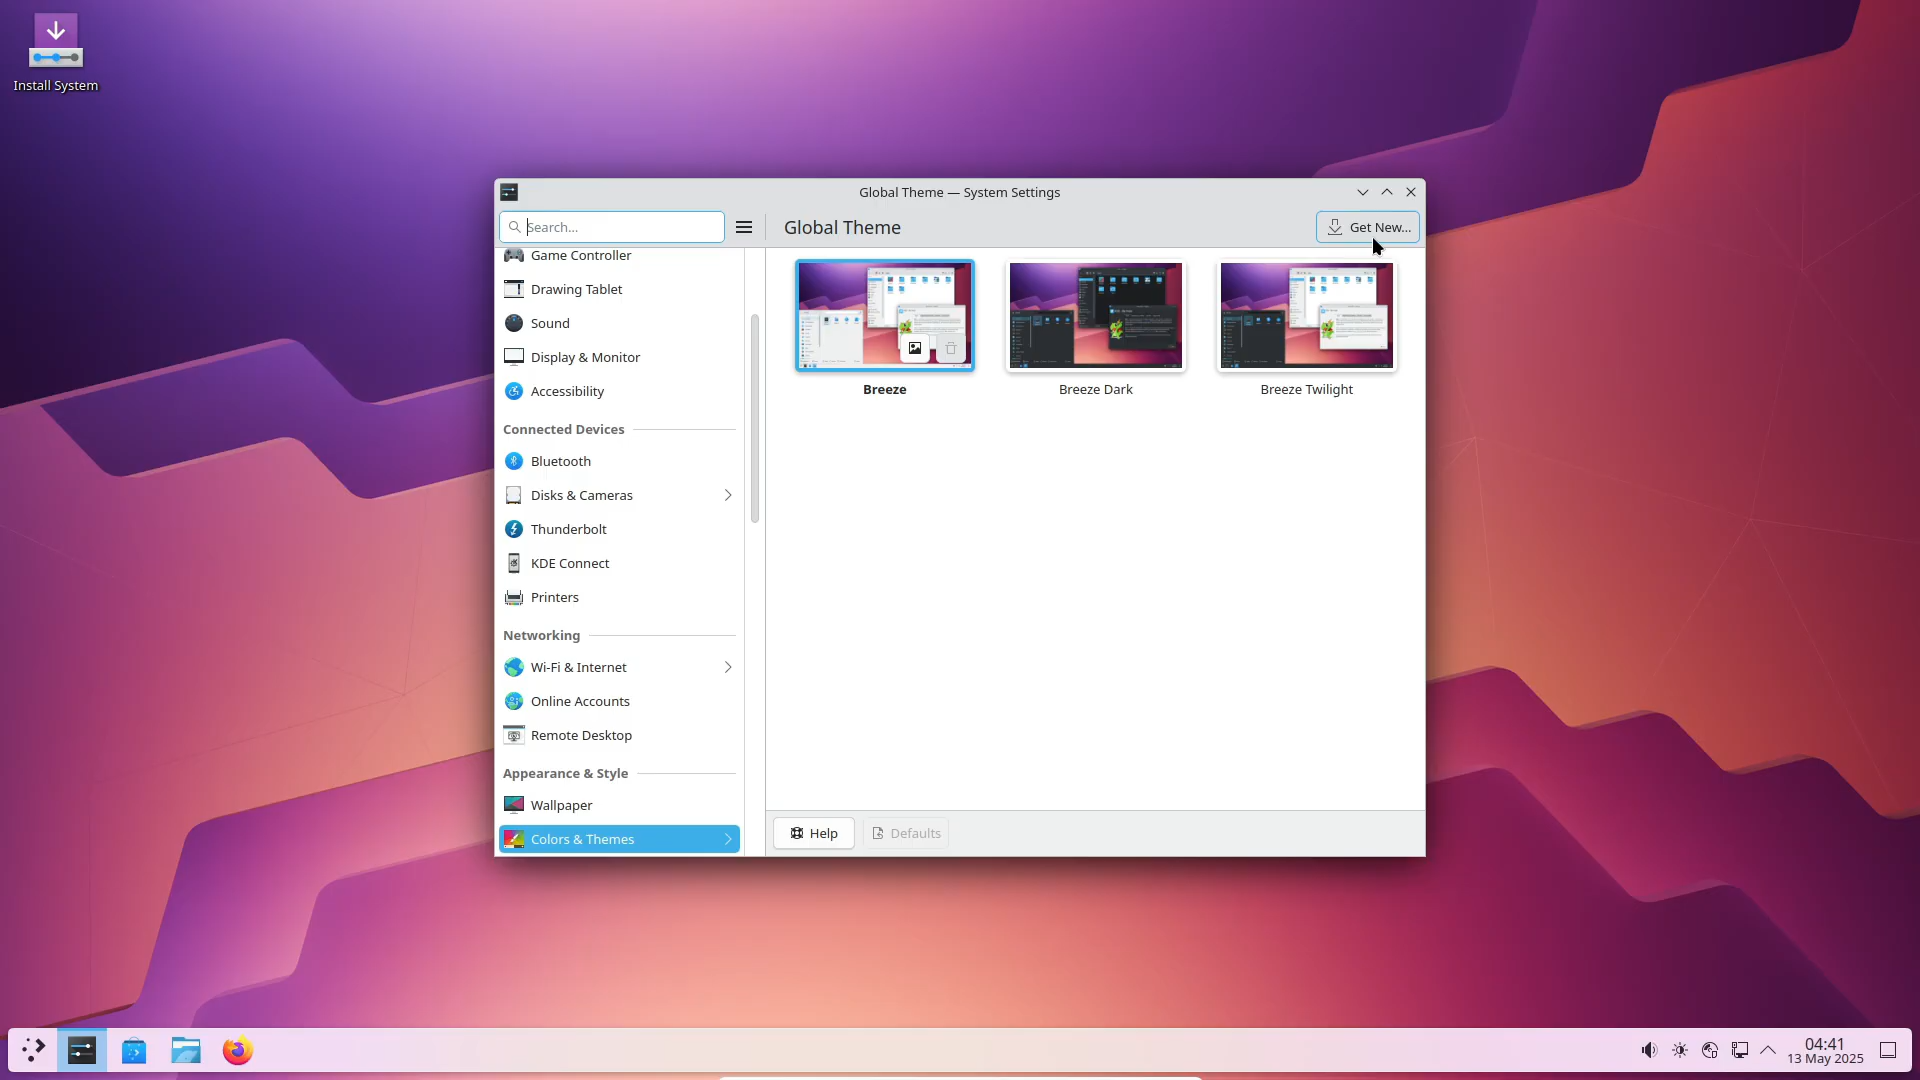 Install System
Global Theme — System Settings
Search...
Global Theme
Get New...
Game Controller
Drawing Tablet
Sound
Display & Monitor
Accessibility
Connected Devices
Bluetooth
Disks & Cameras
Thunderbolt
KDE Connect
Printers
Networking
Wi-Fi & Internet
Online Accounts
Remote Desktop
Appearance & Style
Wallpaper
Colors & Themes
Breeze
Breeze Dark
Breeze Twilight
Help
Defaults
04:41
13 May 2025